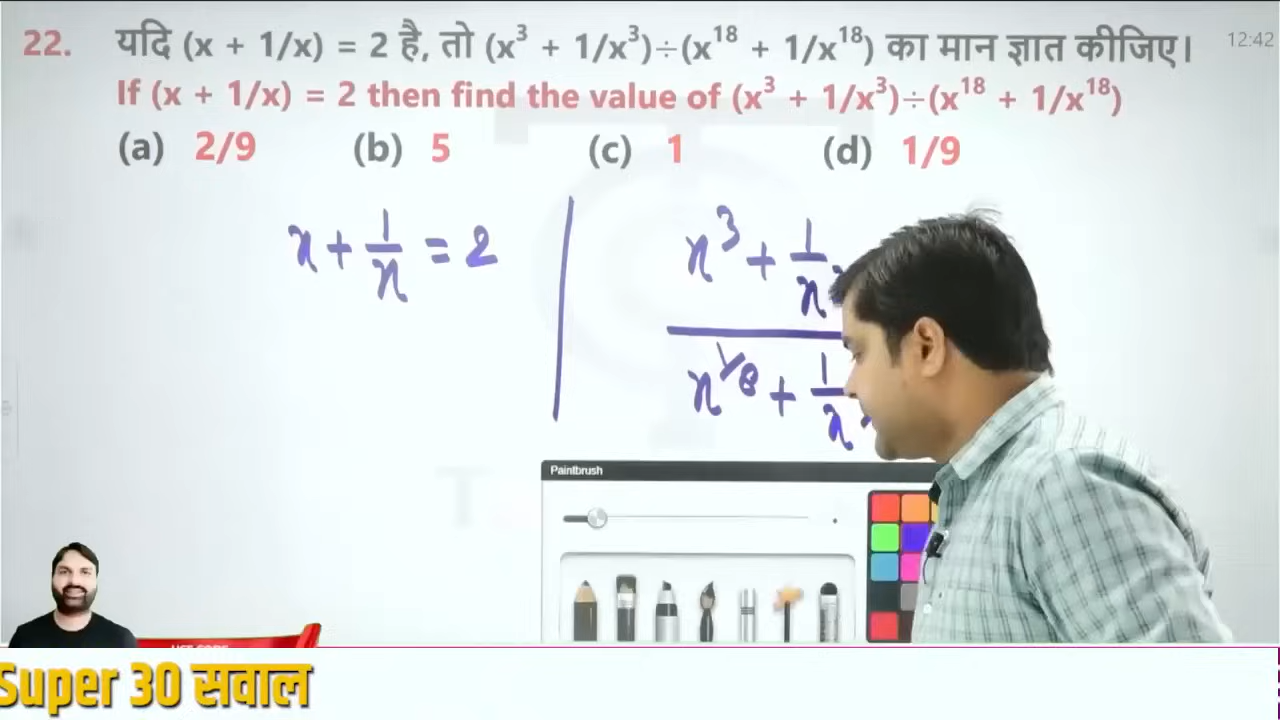 22. यदि (x + 1/x) = 2 है, तो (x³ + 1/x³)÷(x¹⁸ + 1/x¹⁸) का मान ज्ञात कीजिए।
12:42
If (x + 1/x) = 2 then find the value of (x³ + 1/x³)÷(x¹⁸ + 1/x¹⁸)
(a) 2/9 (b) 5 (c) 1 (d) 1/9
x + 1/x = 2
x³ + 1/x
x¹⁸ + 1/x
Paintbrush
Super 30 सवाल